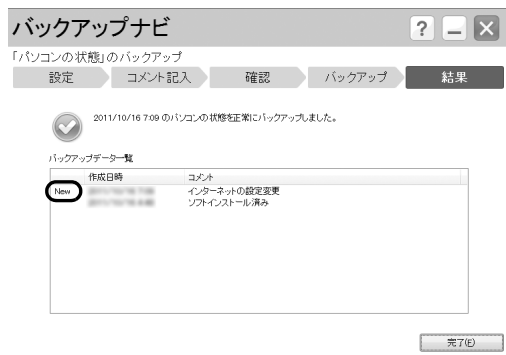 バックアップナビ
?
「パソコンの状態」のバックアップ
設定 コメント記入 確認 バックアップ 結果
2011/10/16 7:09 のパソコンの状態を正常にバックアップしました。
バックアップデータ一覧
作成日時 コメント
New インターネットの設定変更
ソフトインストール済み
完了(F)